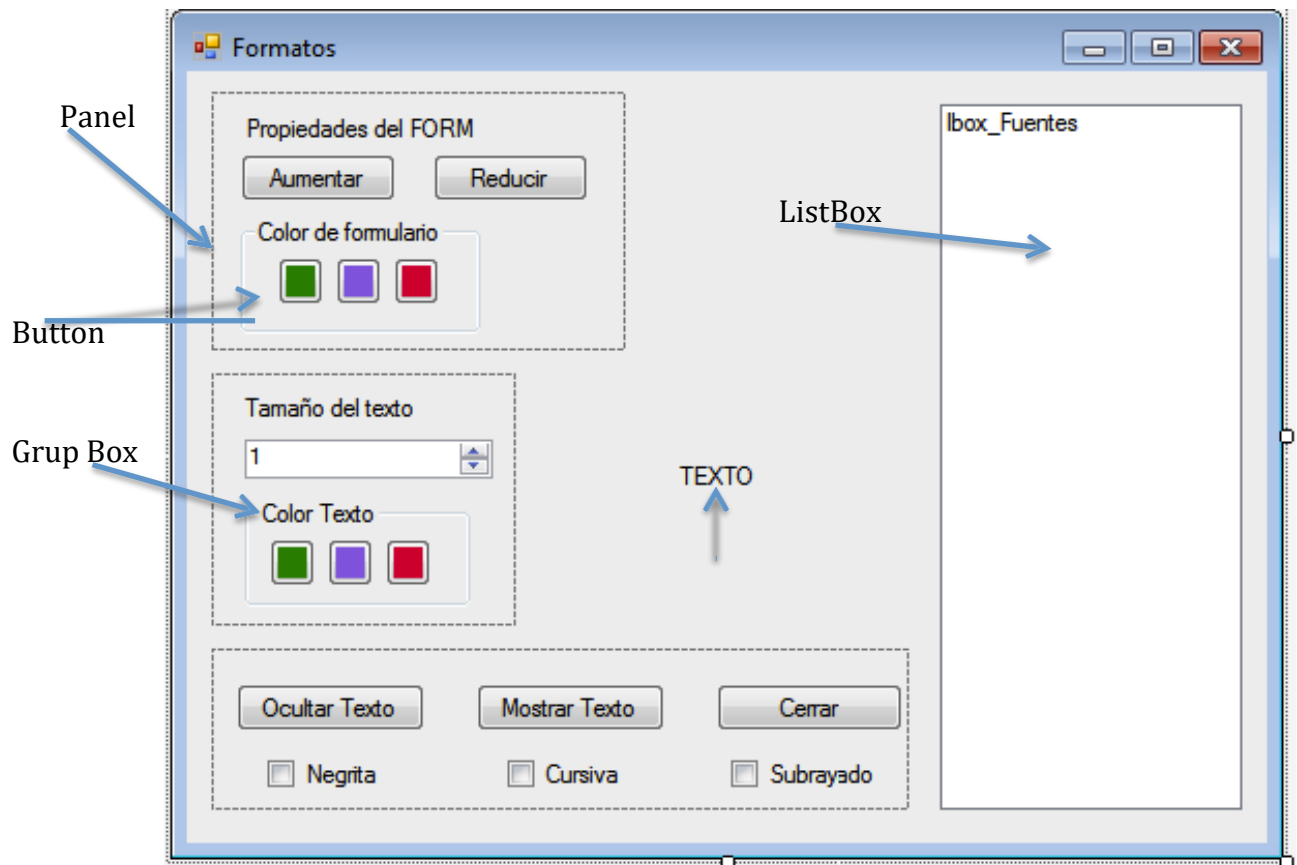 Formatos
Panel
Propiedades del FORM
Aumentar Reducir
Color de formulario
Button
Tamaño del texto
1
Grup Box
Color Texto
TEXTO
ListBox
lbox_Fuentes
Ocultar Texto Mostrar Texto Cerrar
Negrita Cursiva Subrayado